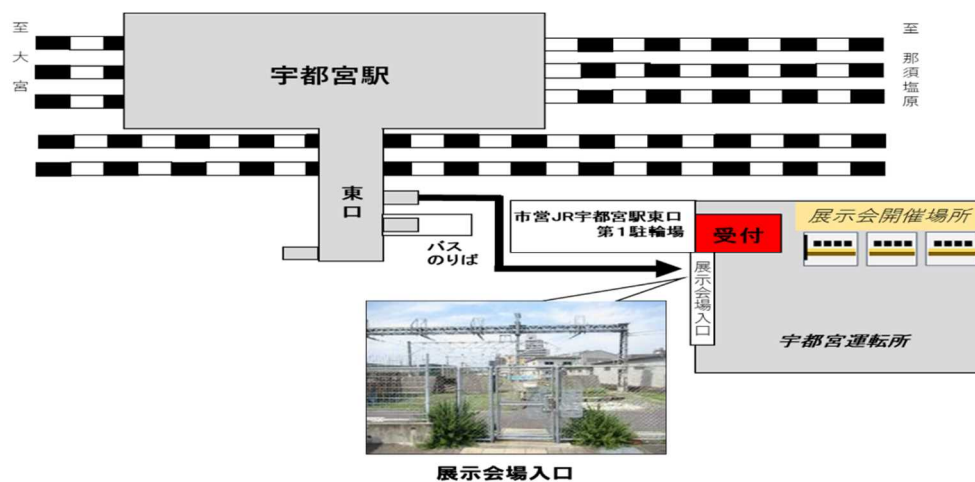 至大宮
宇都宮駅
至那須塩原
東口
バス
のりば
市営JR宇都宮駅東口
第1駐輪場
受付
展示会開催場所
展示会場入口
宇都宮運転所
展示会場入口